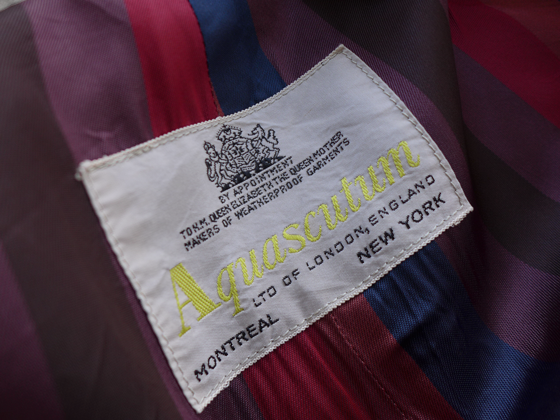 BY APPOINTMENT
TO H.M. QUEEN ELIZABETH THE QUEEN MOTHER
MAKERS OF WEATHERPROOF GARMENTS
Aquascutum
LTD OF LONDON, ENGLAND
MONTREAL NEW YORK